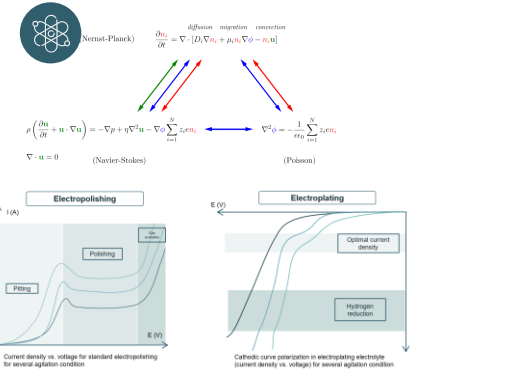 diffusion migration convection
(Nernst-Planck) ∂nᵢ/∂t = ∇ · [Dᵢ∇nᵢ + μᵢnᵢ∇ϕ − nᵢu]
ρ(∂u/∂t + u · ∇u) = −∇p + η∇²u − ∇ϕ ∑ᵢ₌₁ᴺ zᵢenᵢ
∇²ϕ = −1/(εε₀) ∑ᵢ₌₁ᴺ zᵢenᵢ
∇ · u = 0
(Navier-Stokes)
(Poisson)
Electropolishing
I (A)
Polishing
Pitting
E (V)
Current density vs. voltage for standard electropolishing
for several agitation condition
Electroplating
E (V)
Optimal current
density
Hydrogen
reduction
Cathodic curve polarization in electroplating electrolyte
(current density vs. voltage) for several agitation condition